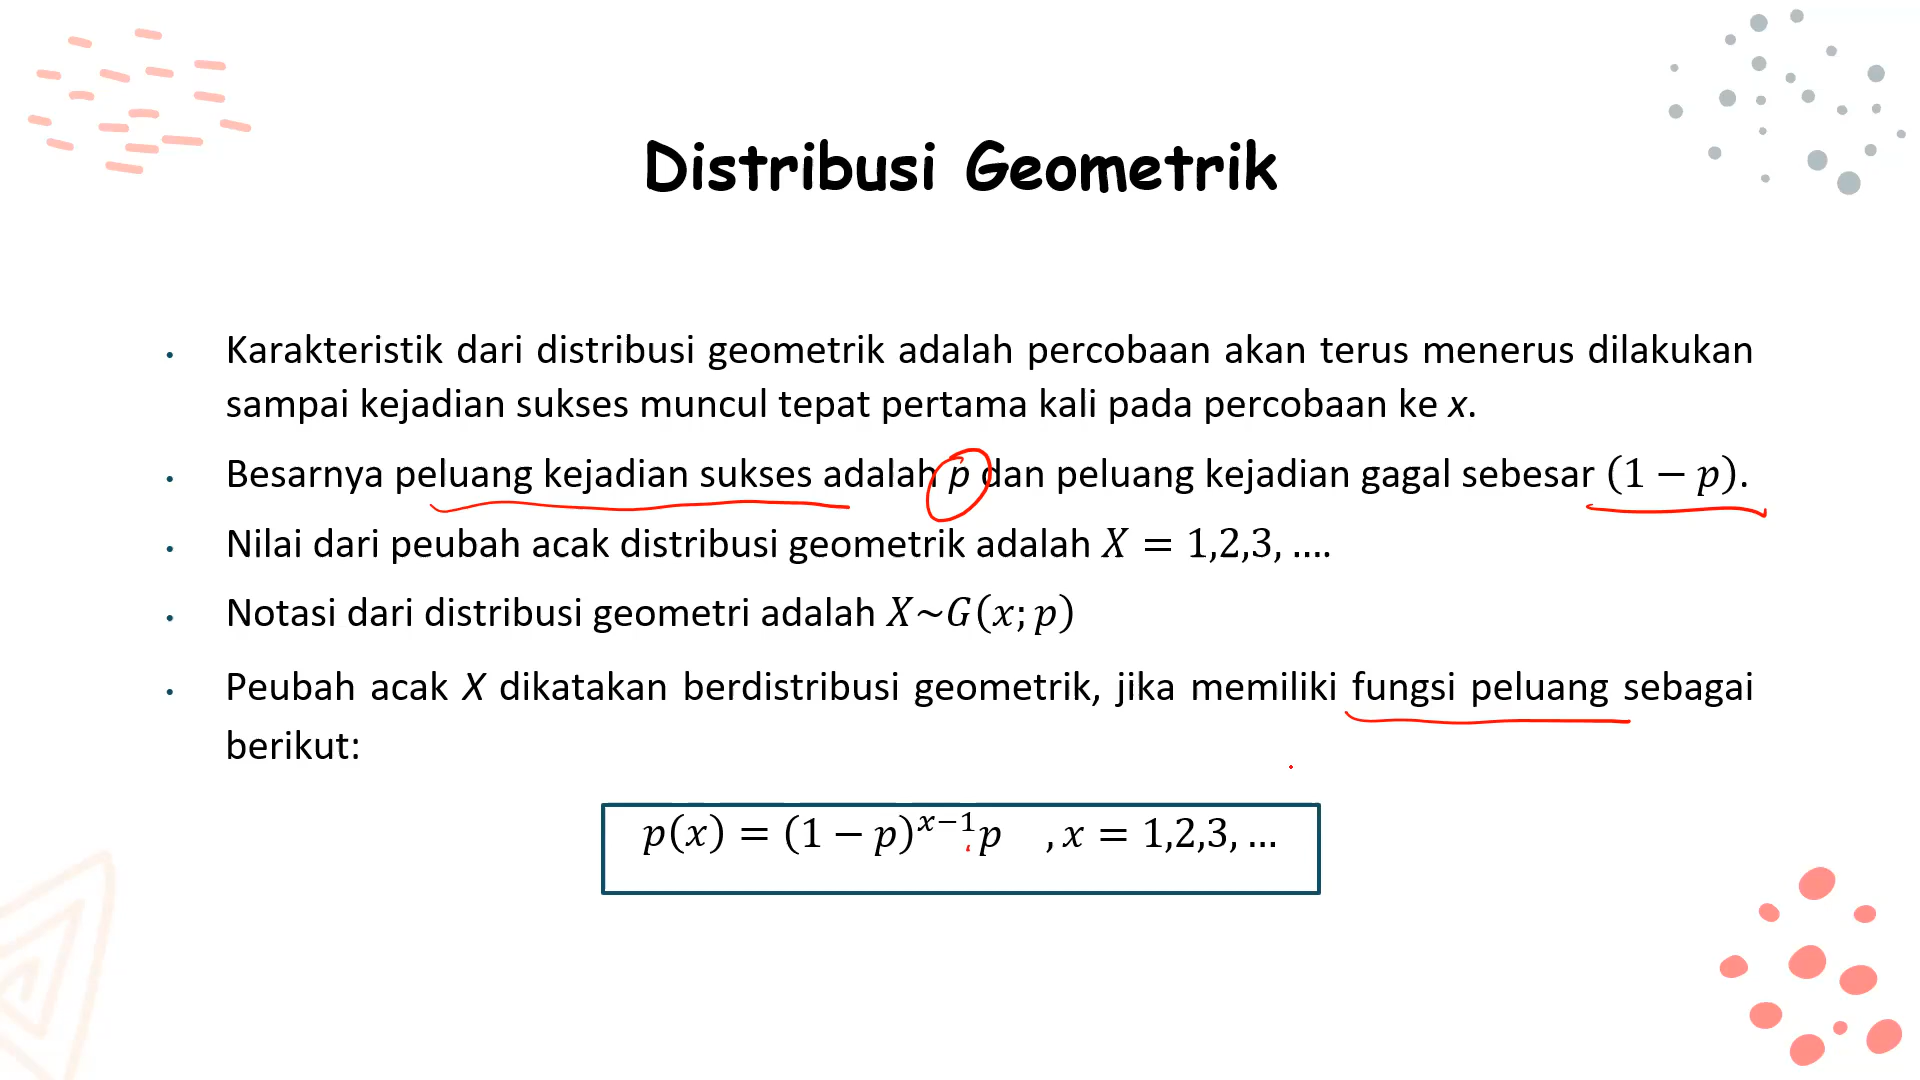 Distribusi Geometrik
• Karakteristik dari distribusi geometrik adalah percobaan akan terus menerus dilakukan
sampai kejadian sukses muncul tepat pertama kali pada percobaan ke x.
• Besarnya peluang kejadian sukses adalah p dan peluang kejadian gagal sebesar (1 − p).
• Nilai dari peubah acak distribusi geometrik adalah X = 1,2,3, ....
• Notasi dari distribusi geometri adalah X~G(x; p)
• Peubah acak X dikatakan berdistribusi geometrik, jika memiliki fungsi peluang sebagai
berikut:
p(x) = (1 − p)^{x−1}p , x = 1,2,3, ...